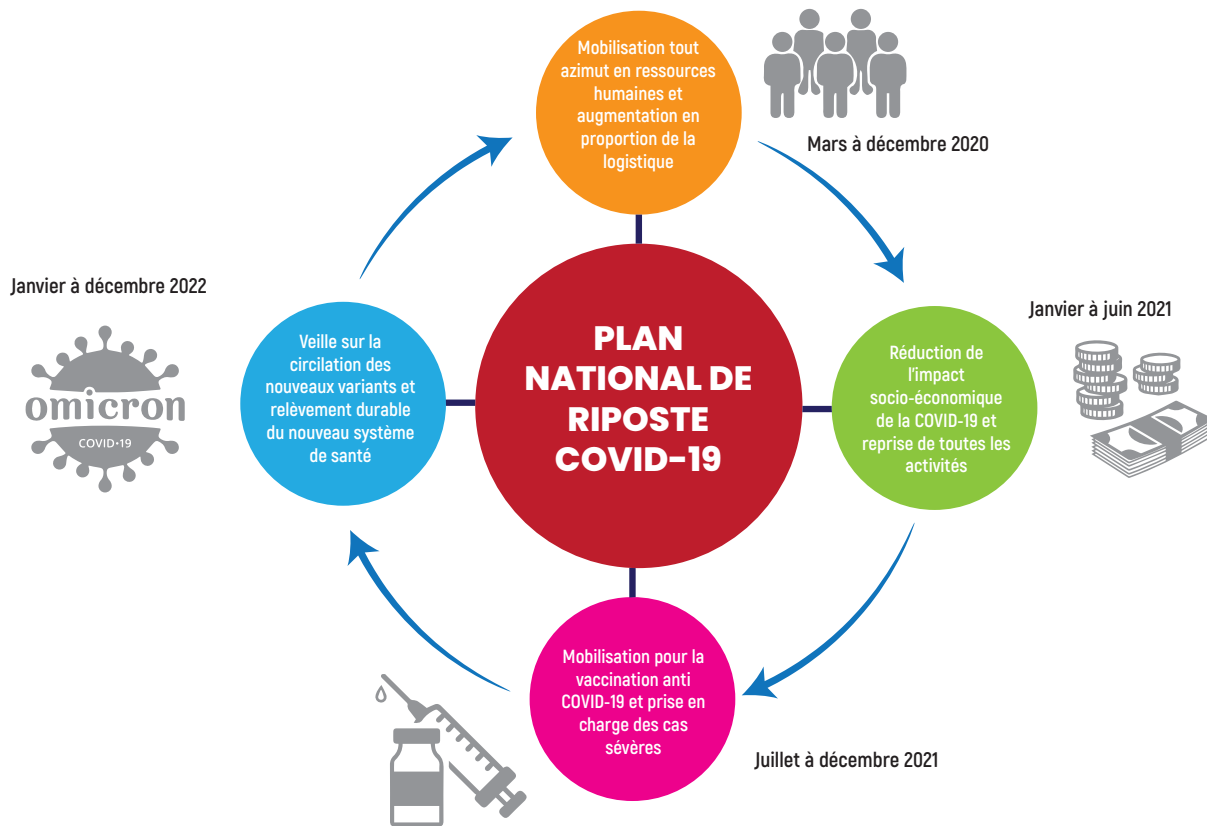 Mobilisation tout
azimut en ressources
humaines et
augmentation en
proportion de la
logistique
Mars à décembre 2020
Janvier à juin 2021
Réduction de
l'impact
socio-économique
de la COVID-19 et
reprise de toutes les
activités
PLAN
NATIONAL DE
RIPOSTE
COVID-19
Mobilisation pour la
vaccination anti
COVID-19 et prise en
charge des cas
sévères
Juillet à décembre 2021
Janvier à décembre 2022
omicron
COVID-19
Veille sur la
circilation des
nouveaux variants et
relèvement durable
du nouveau système
de santé